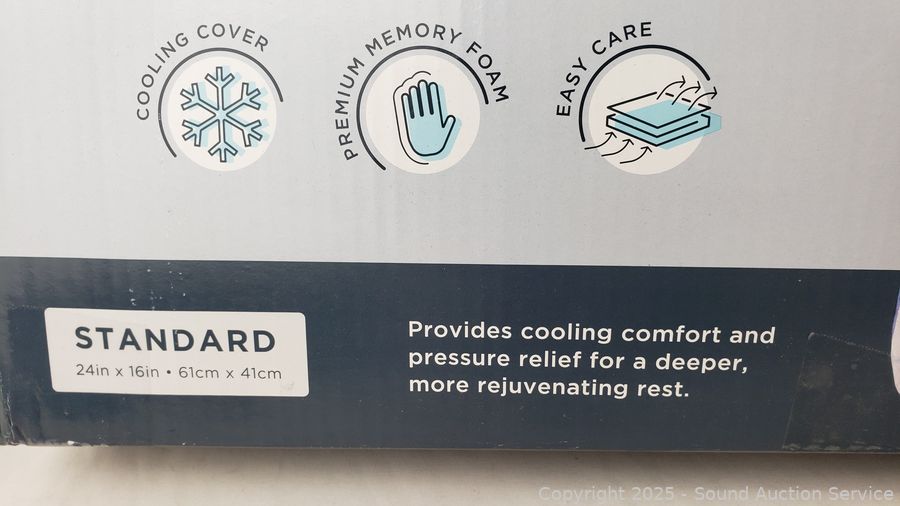 COOLING COVER
PREMIUM MEMORY FOAM
EASY CARE
STANDARD
24in x 16in • 61cm x 41cm
Provides cooling comfort and
pressure relief for a deeper,
more rejuvenating rest.
Copyright 2025 - Sound Auction Service